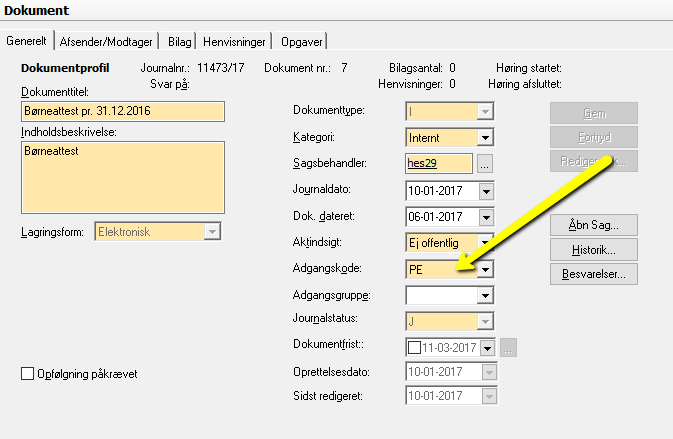 Dokument
Generelt Afsender/Modtager Bilag Henvisninger Opgaver
Dokumentprofil Journalnr.: 11473/17 Dokument nr.: 7 Bilagsantal: 0 Høring startet:
Svar på: Henvisninger: 0 Høring afsluttet:
Dokumenttitel:
Børneattest pr. 31.12.2016
Indholdsbeskrivelse:
Børneattest
Lagringsform: Elektronisk
Opfølgning påkrævet
Dokumenttype: I
Kategori: Internt
Sagsbehandler: hes29 ...
Journaldato: 10-01-2017
Dok. dateret: 06-01-2017
Aktindsigt: Ej offentlig
Adgangskode: PE
Adgangsgruppe:
Journalstatus: J
Dokumentfrist:: 11-03-2017 ...
Oprettelsesdato: 10-01-2017
Sidst redigeret: 10-01-2017
Gem
Fortryd
Åbn Sag...
Historik...
Besvarelser...